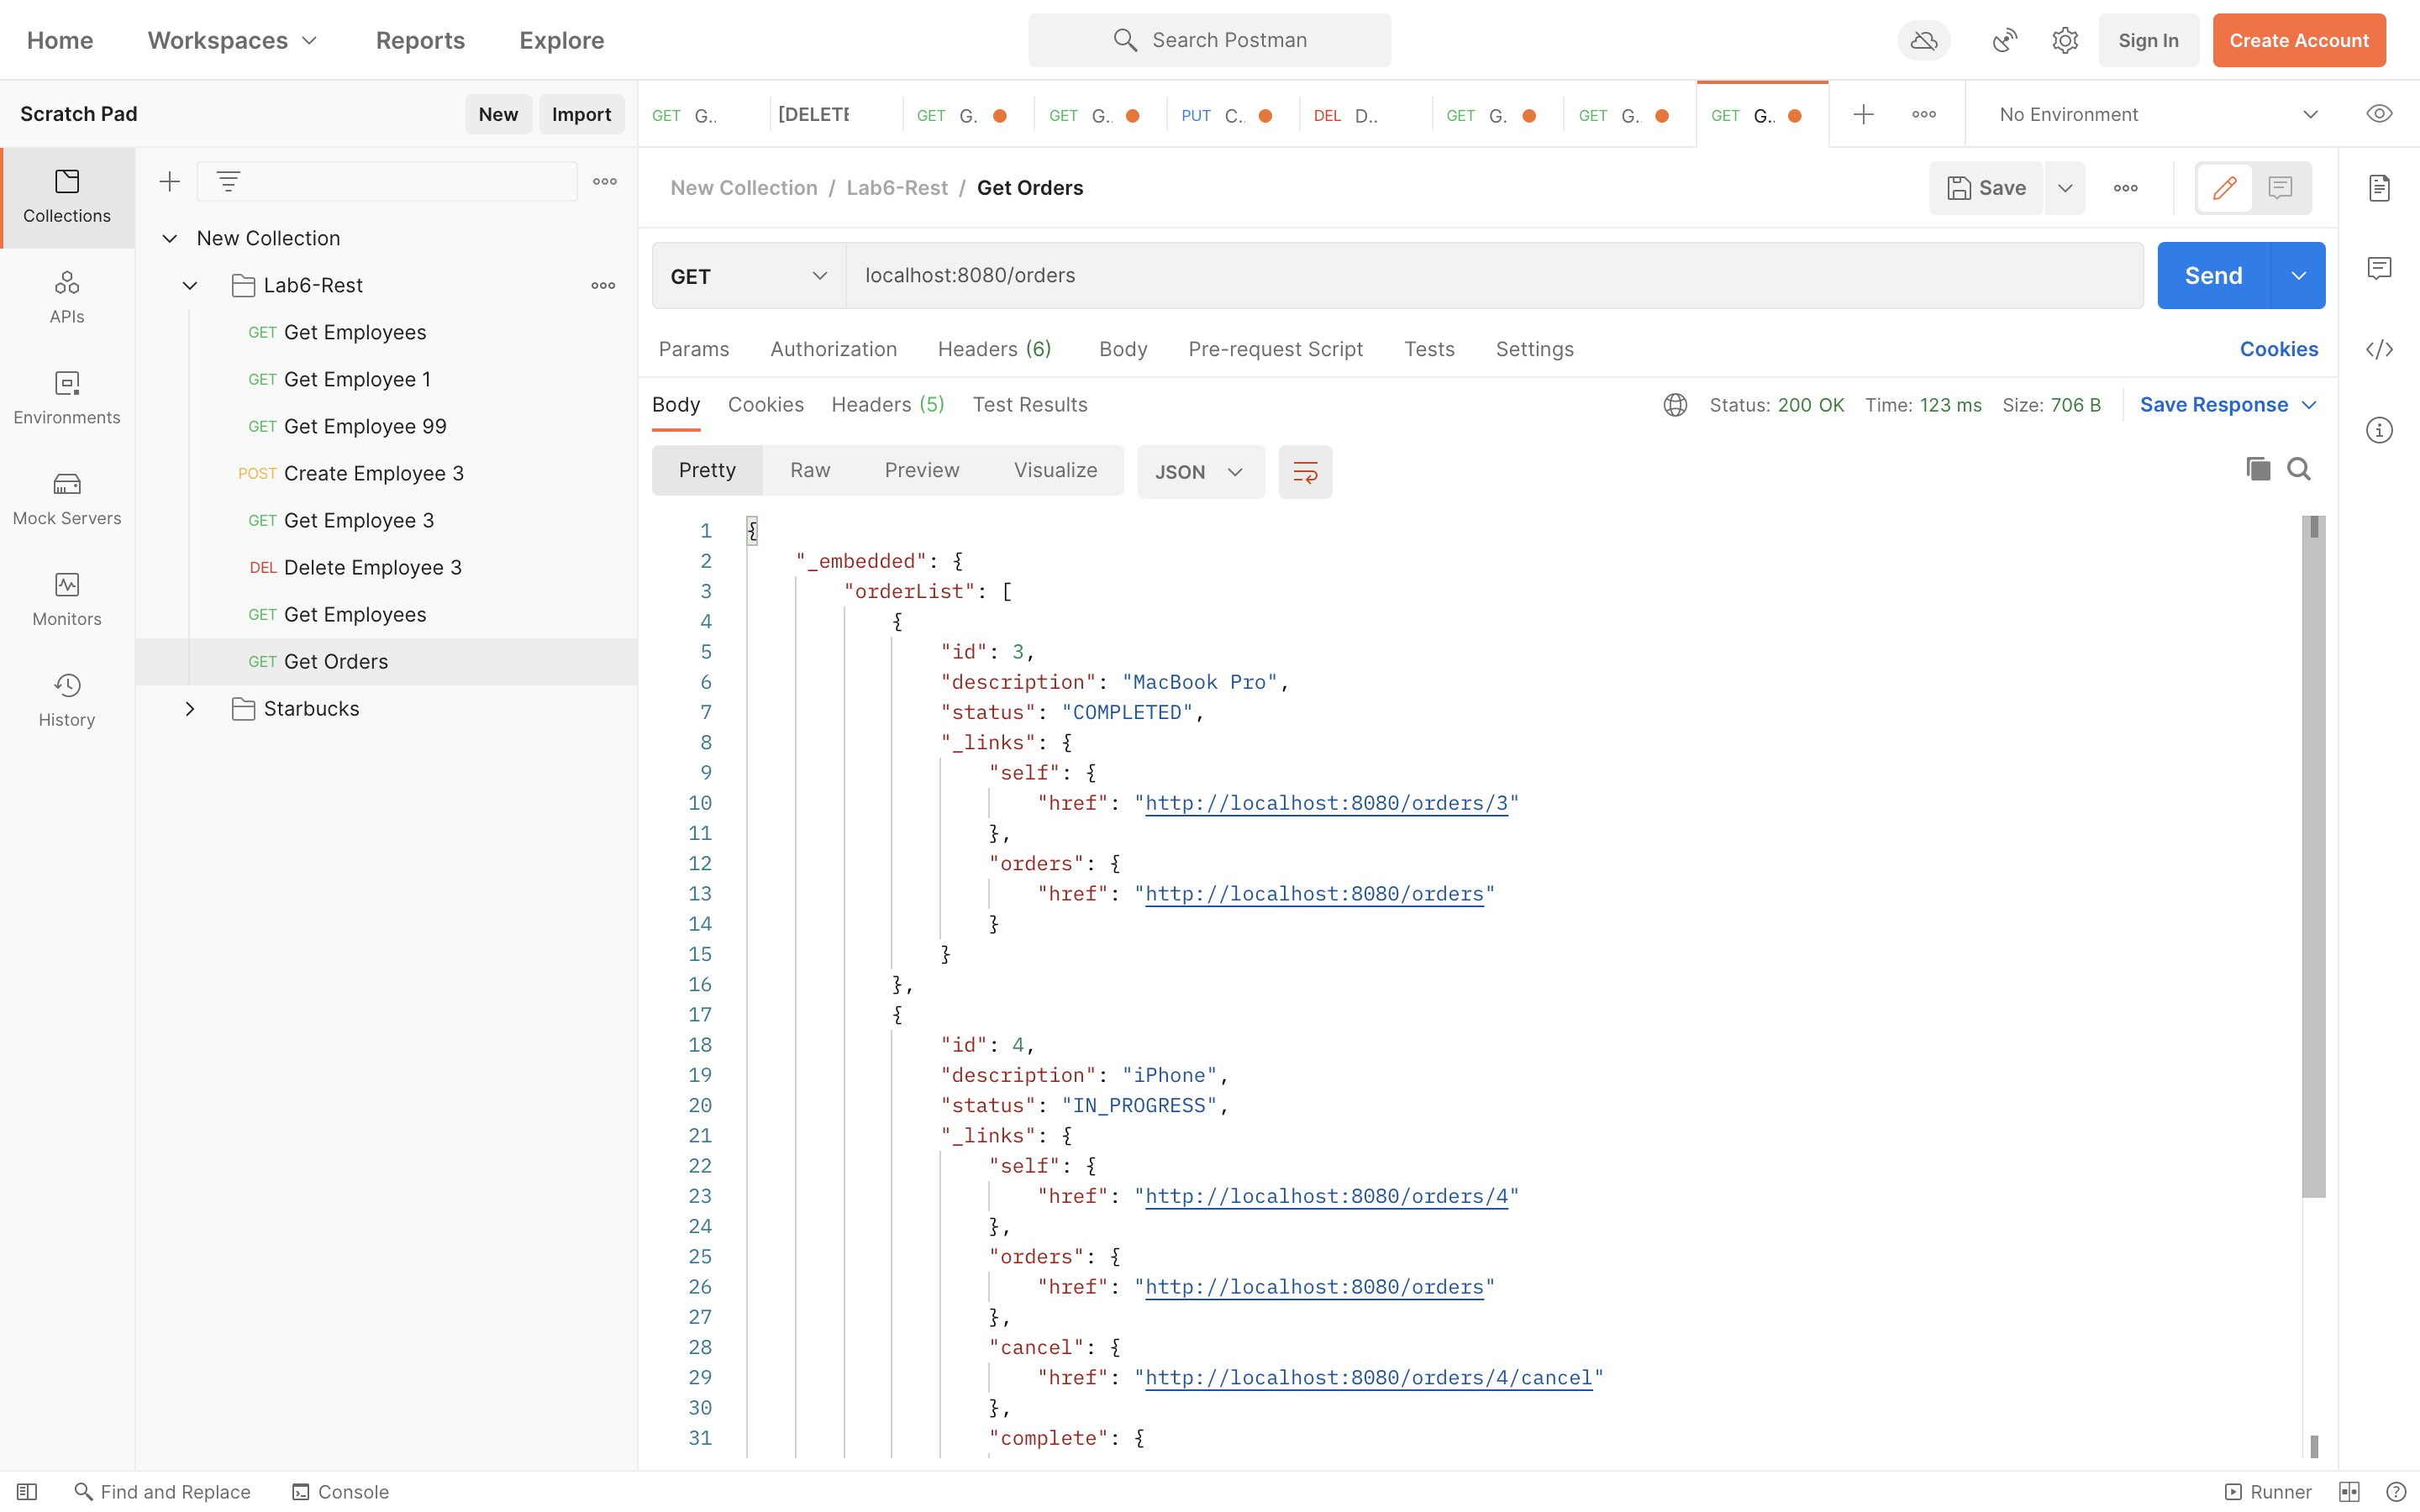 Home Workspaces Reports Explore Search Postman Sign In Create Account
Scratch Pad New Import GET G.. [DELETE GET G. GET G.. PUT C.. DEL D.. GET G. GET G. GET G.. No Environment
Collections
APIs
Environments
Mock Servers
Monitors
History
New Collection
Lab6-Rest
GET Get Employees
GET Get Employee 1
GET Get Employee 99
POST Create Employee 3
GET Get Employee 3
DEL Delete Employee 3
GET Get Employees
GET Get Orders
Starbucks
New Collection / Lab6-Rest / Get Orders Save
GET localhost:8080/orders Send
Params Authorization Headers (6) Body Pre-request Script Tests Settings Cookies
Body Cookies Headers (5) Test Results Status: 200 OK Time: 123 ms Size: 706 B Save Response
Pretty Raw Preview Visualize JSON
1 {
2 "_embedded": {
3 "orderList": [
4 {
5 "id": 3,
6 "description": "MacBook Pro",
7 "status": "COMPLETED",
8 "_links": {
9 "self": {
10 "href": "http://localhost:8080/orders/3"
11 },
12 "orders": {
13 "href": "http://localhost:8080/orders"
14 }
15 }
16 },
17 {
18 "id": 4,
19 "description": "iPhone",
20 "status": "IN_PROGRESS",
21 "_links": {
22 "self": {
23 "href": "http://localhost:8080/orders/4"
24 },
25 "orders": {
26 "href": "http://localhost:8080/orders"
27 },
28 "cancel": {
29 "href": "http://localhost:8080/orders/4/cancel"
30 },
31 "complete": {
Find and Replace Console Runner